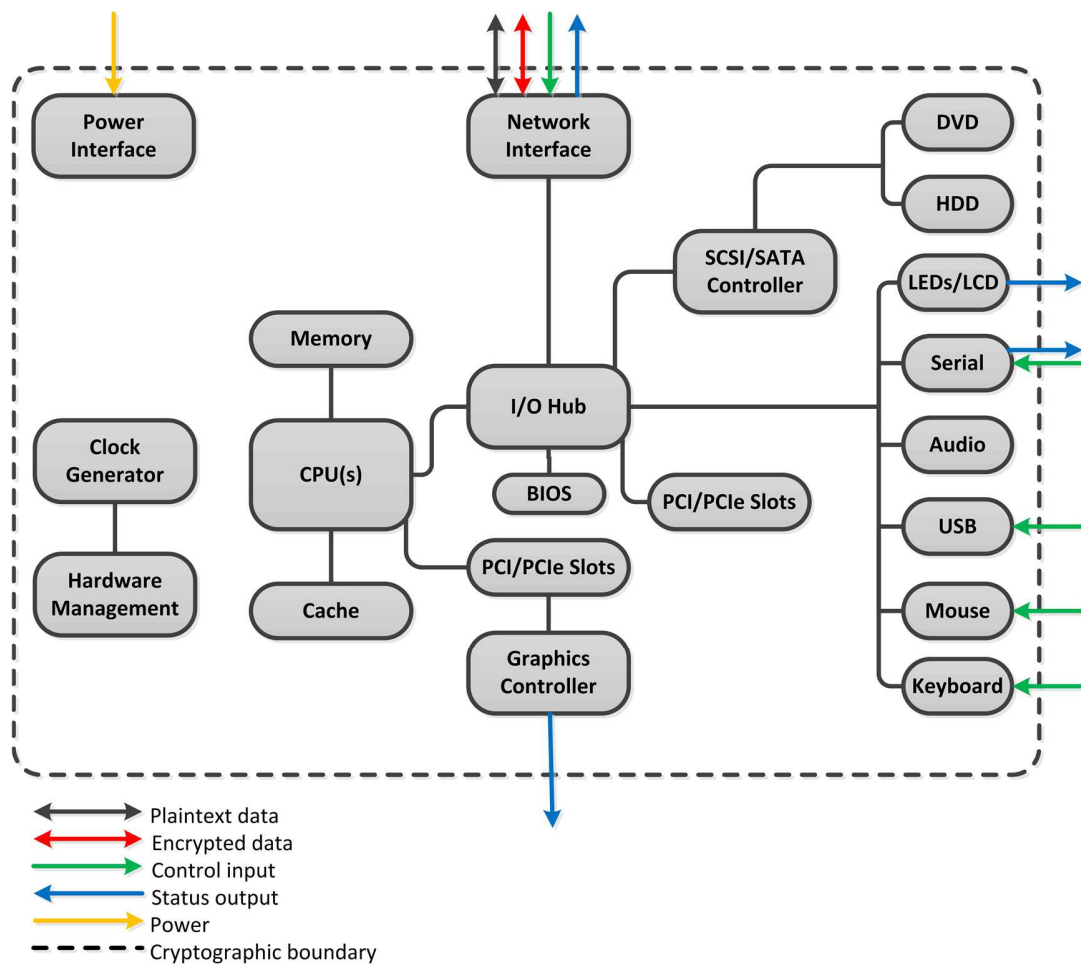 Power
Interface
Network
Interface
DVD
HDD
SCSI/SATA
Controller
LEDs/LCD
Memory
Serial
I/O Hub
Clock
Generator
CPU(s)
Audio
BIOS
PCI/PCIe Slots
USB
PCI/PCIe Slots
Hardware
Management
Cache
Mouse
Graphics
Controller
Keyboard
Plaintext data
Encrypted data
Control input
Status output
Power
Cryptographic boundary